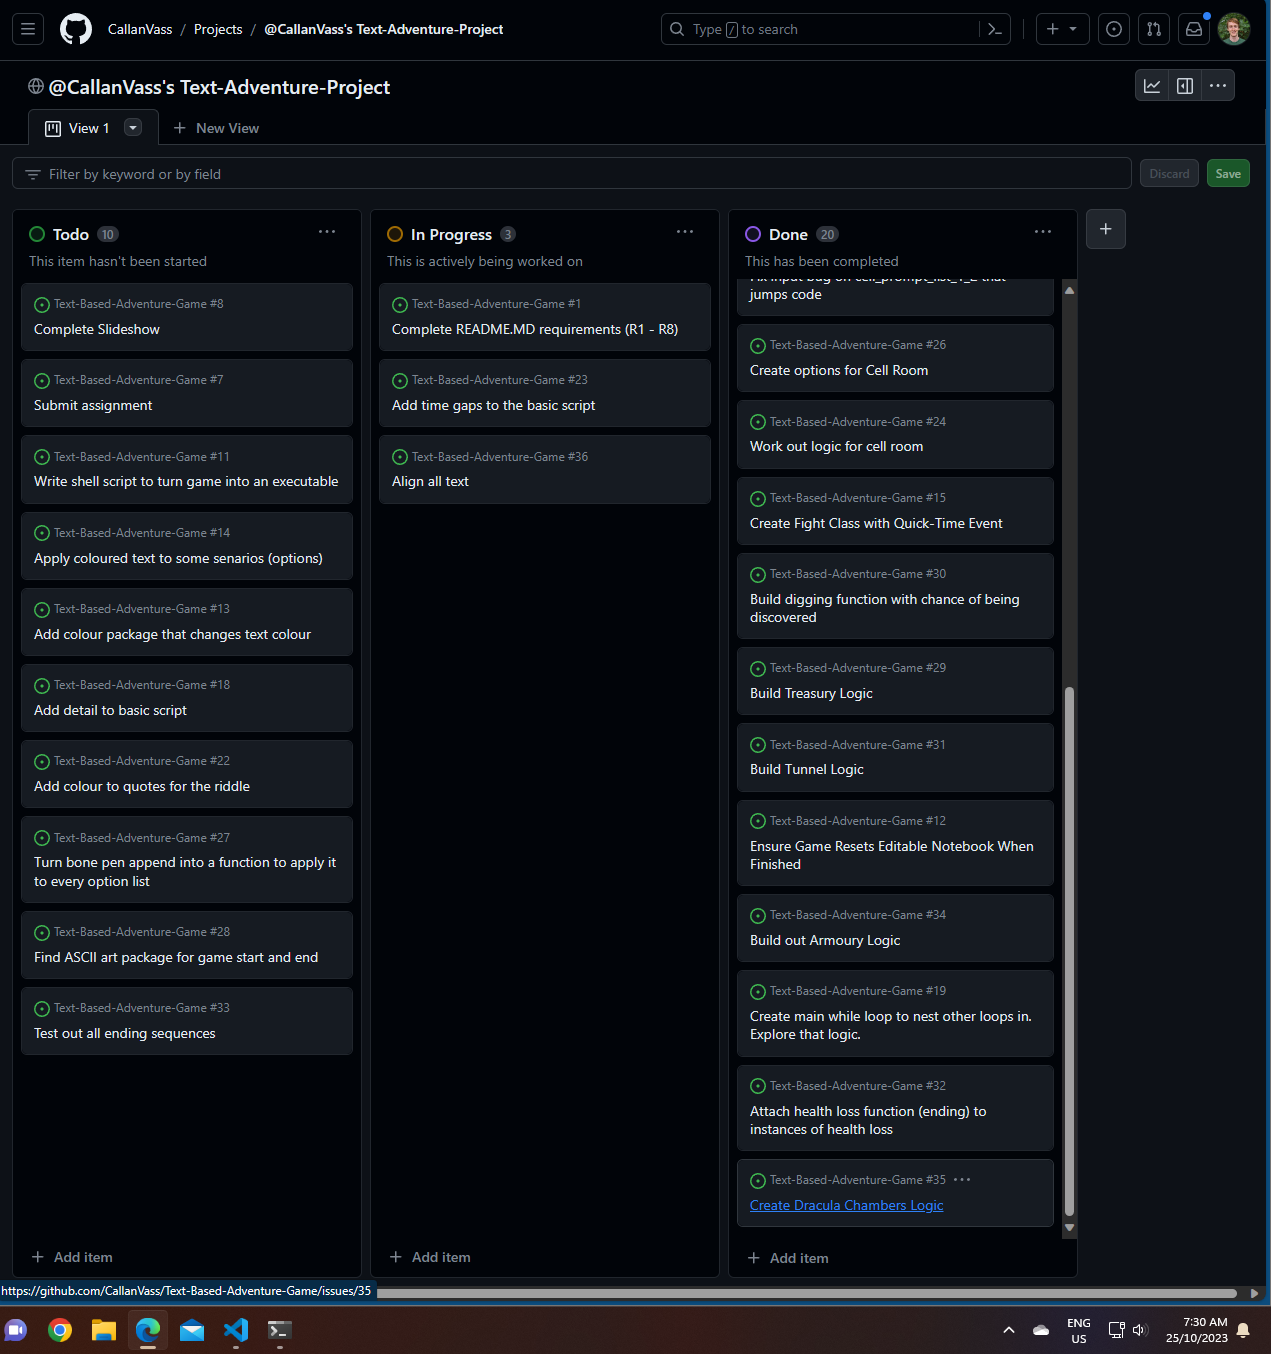 CallanVass / Projects / @CallanVass's Text-Adventure-Project
Type / to search
@CallanVass's Text-Adventure-Project
View 1
New View
Filter by keyword or by field
Discard
Save
Todo 10
This item hasn't been started
Text-Based-Adventure-Game #8
Complete Slideshow
Text-Based-Adventure-Game #7
Submit assignment
Text-Based-Adventure-Game #11
Write shell script to turn game into an executable
Text-Based-Adventure-Game #14
Apply coloured text to some senarios (options)
Text-Based-Adventure-Game #13
Add colour package that changes text colour
Text-Based-Adventure-Game #18
Add detail to basic script
Text-Based-Adventure-Game #22
Add colour to quotes for the riddle
Text-Based-Adventure-Game #27
Turn bone pen append into a function to apply it
to every option list
Text-Based-Adventure-Game #28
Find ASCII art package for game start and end
Text-Based-Adventure-Game #33
Test out all ending sequences
Add item
In Progress 3
This is actively being worked on
Text-Based-Adventure-Game #1
Complete README.MD requirements (R1 - R8)
Text-Based-Adventure-Game #23
Add time gaps to the basic script
Text-Based-Adventure-Game #36
Align all text
Add item
Done 20
This has been completed
jumps code
Text-Based-Adventure-Game #26
Create options for Cell Room
Text-Based-Adventure-Game #24
Work out logic for cell room
Text-Based-Adventure-Game #15
Create Fight Class with Quick-Time Event
Text-Based-Adventure-Game #30
Build digging function with chance of being
discovered
Text-Based-Adventure-Game #29
Build Treasury Logic
Text-Based-Adventure-Game #31
Build Tunnel Logic
Text-Based-Adventure-Game #12
Ensure Game Resets Editable Notebook When
Finished
Text-Based-Adventure-Game #34
Build out Armoury Logic
Text-Based-Adventure-Game #19
Create main while loop to nest other loops in.
Explore that logic.
Text-Based-Adventure-Game #32
Attach health loss function (ending) to
instances of health loss
Text-Based-Adventure-Game #35
Create Dracula Chambers Logic
Add item
https://github.com/CallanVass/Text-Based-Adventure-Game/issues/35
ENG
US
7:30 AM
25/10/2023